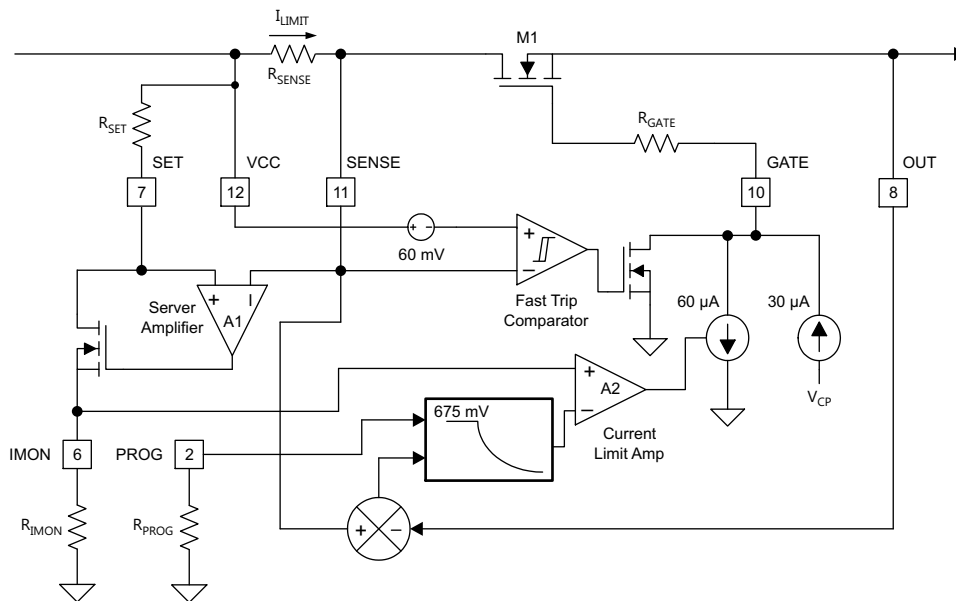 I_LIMIT
M1
R_SENSE
R_SET
R_GATE
SET
VCC
SENSE
GATE
OUT
7
12
11
10
8
+ -
60 mV
+
-
Fast Trip
Comparator
60 µA
30 µA
Server
Amplifier
+ -
A1
+
-
A2
V_CP
Current
Limit Amp
675 mV
IMON
6
PROG
2
R_IMON
R_PROG
+ -